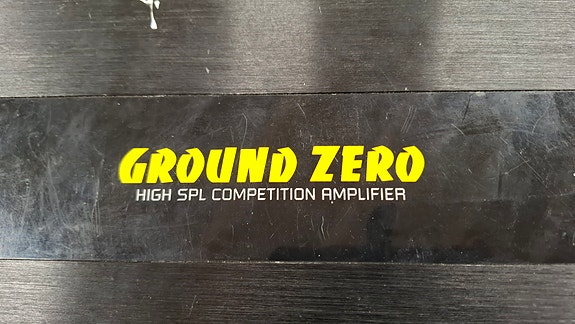 GROUND ZERO
HIGH SPL COMPETITION AMPLIFIER